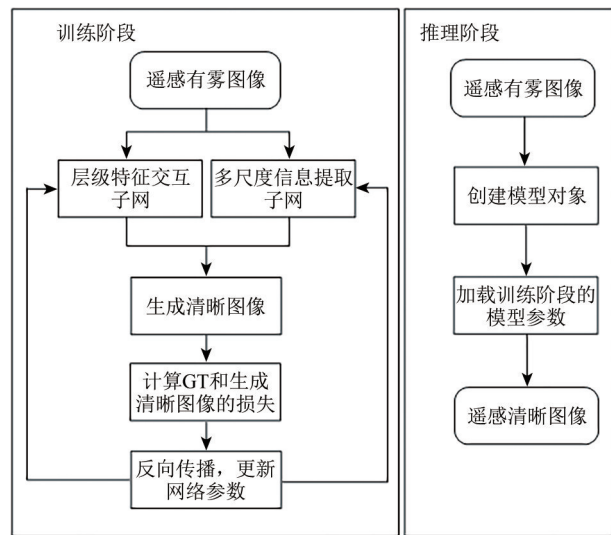 训练阶段
遥感有雾图像
层级特征交互
子网
多尺度信息提取
子网
生成清晰图像
计算GT和生成
清晰图像的损失
反向传播，更新
网络参数
推理阶段
遥感有雾图像
创建模型对象
加载训练阶段的
模型参数
遥感清晰图像